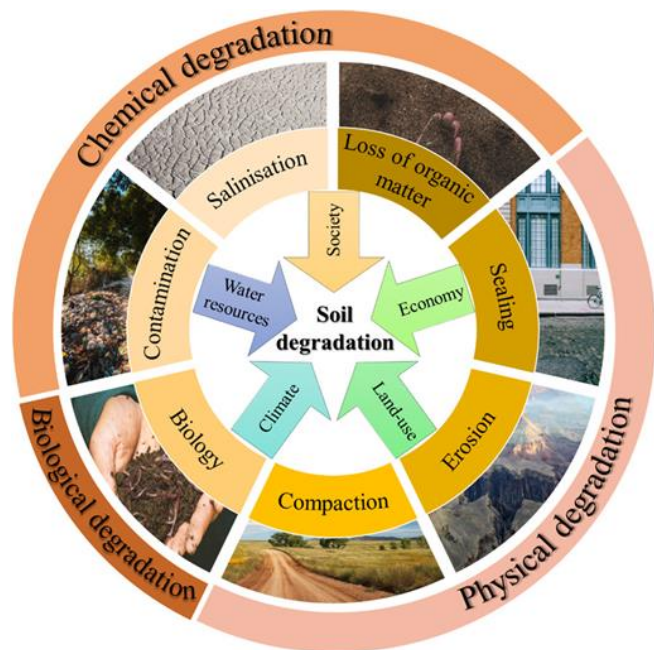 Chemical degradation
Salinisation
Loss of organic
matter
Contamination
Sealing
Society
Water
resources
Economy
Soil
degradation
Climate
Land-use
Biology
Erosion
Compaction
Biological degradation
Physical degradation